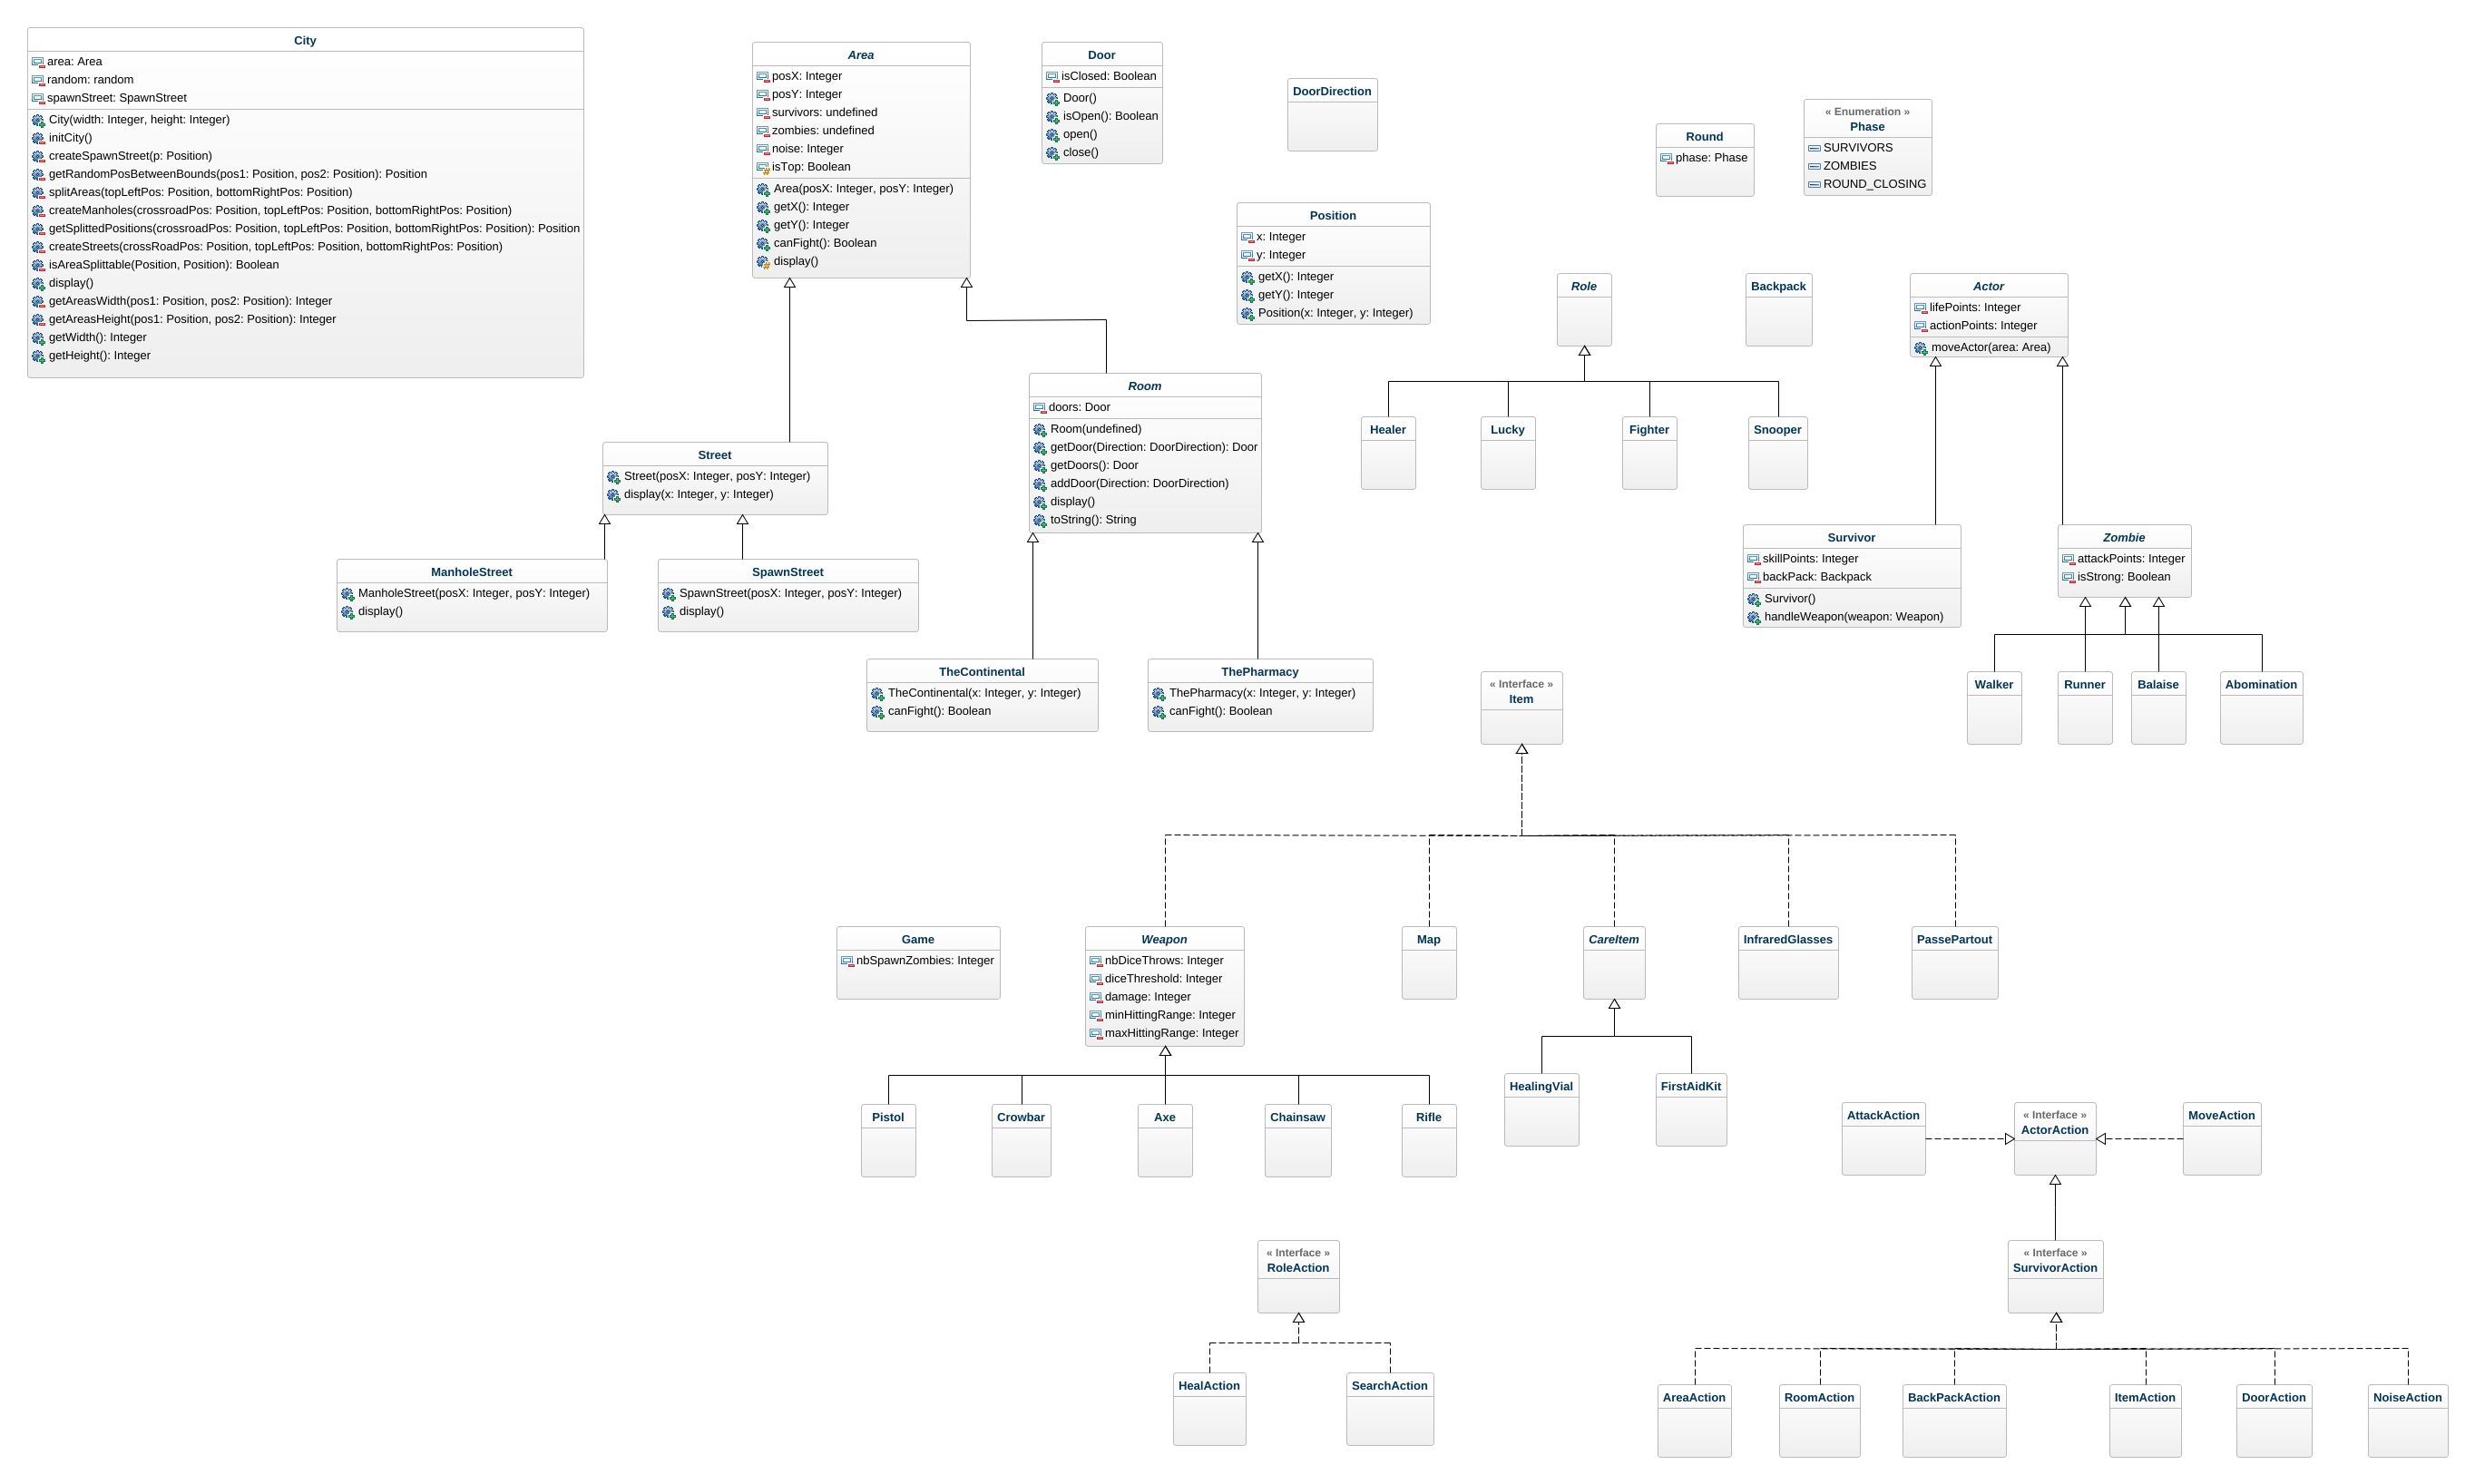 City
area: Area
random: random
spawnStreet: SpawnStreet
City(width: Integer, height: Integer)
initCity()
createSpawnStreet(p: Position)
getRandomPosBetweenBounds(pos1: Position, pos2: Position): Position
splitAreas(topLeftPos: Position, bottomRightPos: Position)
createManholes(crossroadPos: Position, topLeftPos: Position, bottomRightPos: Position)
getSplittedPositions(crossroadPos: Position, topLeftPos: Position, bottomRightPos: Position): Position
createStreets(crossRoadPos: Position, topLeftPos: Position, bottomRightPos: Position)
isAreaSplittable(Position, Position): Boolean
display()
getAreasWidth(pos1: Position, pos2: Position): Integer
getAreasHeight(pos1: Position, pos2: Position): Integer
getWidth(): Integer
getHeight(): Integer
Area
posX: Integer
posY: Integer
survivors: undefined
zombies: undefined
noise: Integer
isTop: Boolean
Area(posX: Integer, posY: Integer)
getX(): Integer
getY(): Integer
canFight(): Boolean
display()
Door
isClosed: Boolean
Door()
isOpen(): Boolean
open()
close()
DoorDirection
Round
phase: Phase
« Enumeration »
Phase
SURVIVORS
ZOMBIES
ROUND_CLOSING
Position
x: Integer
y: Integer
getX(): Integer
getY(): Integer
Position(x: Integer, y: Integer)
Role
Backpack
Actor
lifePoints: Integer
actionPoints: Integer
moveActor(area: Area)
Room
doors: Door
Room(undefined)
getDoor(Direction: DoorDirection): Door
getDoors(): Door
addDoor(Direction: DoorDirection)
display()
toString(): String
Healer
Lucky
Fighter
Snooper
Street
Street(posX: Integer, posY: Integer)
display(x: Integer, y: Integer)
Survivor
skillPoints: Integer
backPack: Backpack
Survivor()
handleWeapon(weapon: Weapon)
Zombie
attackPoints: Integer
isStrong: Boolean
ManholeStreet
ManholeStreet(posX: Integer, posY: Integer)
display()
SpawnStreet
SpawnStreet(posX: Integer, posY: Integer)
display()
TheContinental
TheContinental(x: Integer, y: Integer)
canFight(): Boolean
ThePharmacy
ThePharmacy(x: Integer, y: Integer)
canFight(): Boolean
« Interface »
Item
Walker
Runner
Balaise
Abomination
Game
nbSpawnZombies: Integer
Weapon
nbDiceThrows: Integer
diceThreshold: Integer
damage: Integer
minHittingRange: Integer
maxHittingRange: Integer
Map
CareItem
InfraredGlasses
PassePartout
HealingVial
FirstAidKit
Pistol
Crowbar
Axe
Chainsaw
Rifle
AttackAction
« Interface »
ActorAction
MoveAction
« Interface »
RoleAction
« Interface »
SurvivorAction
HealAction
SearchAction
AreaAction
RoomAction
BackPackAction
ItemAction
DoorAction
NoiseAction